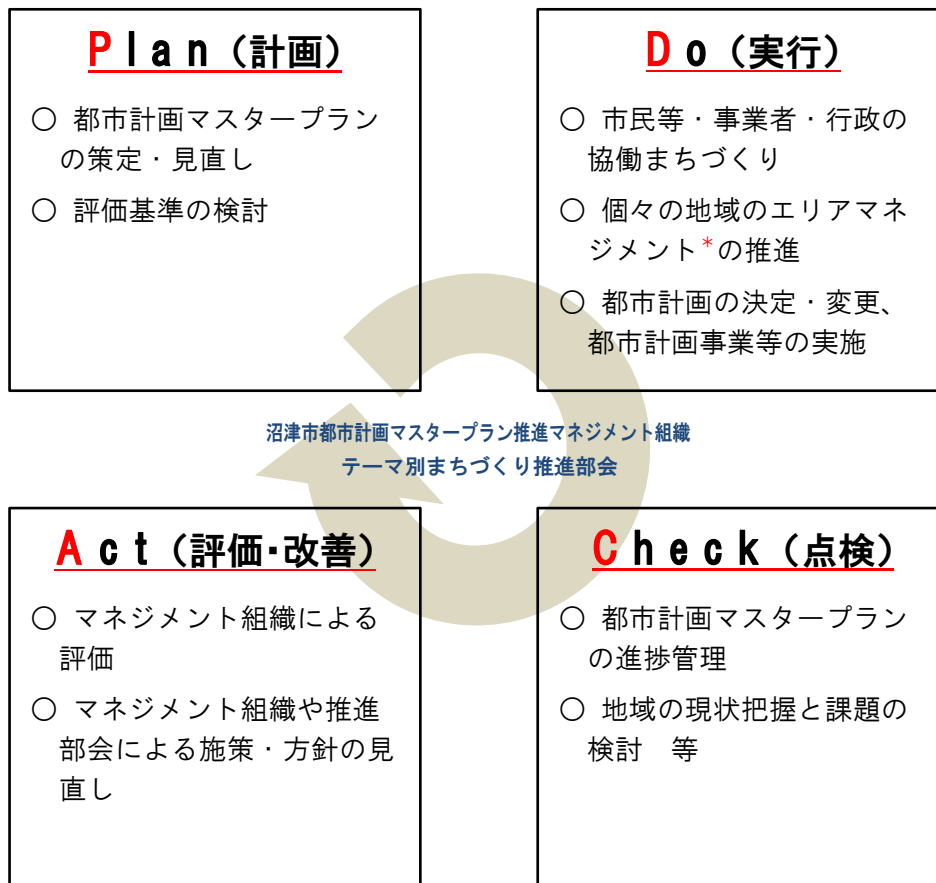 Plan（計画）
○ 都市計画マスタープラン
の策定・見直し
○ 評価基準の検討
Do（実行）
○ 市民等・事業者・行政の
協働まちづくり
○ 個々の地域のエリアマネ
ジメント*の推進
○ 都市計画の決定・変更、
都市計画事業等の実施
沼津市都市計画マスタープラン推進マネジメント組織
テーマ別まちづくり推進部会
Act（評価・改善）
○ マネジメント組織による
評価
○ マネジメント組織や推進
部会による施策・方針の見
直し
Check（点検）
○ 都市計画マスタープラン
の進捗管理
○ 地域の現状把握と課題の
検討　等